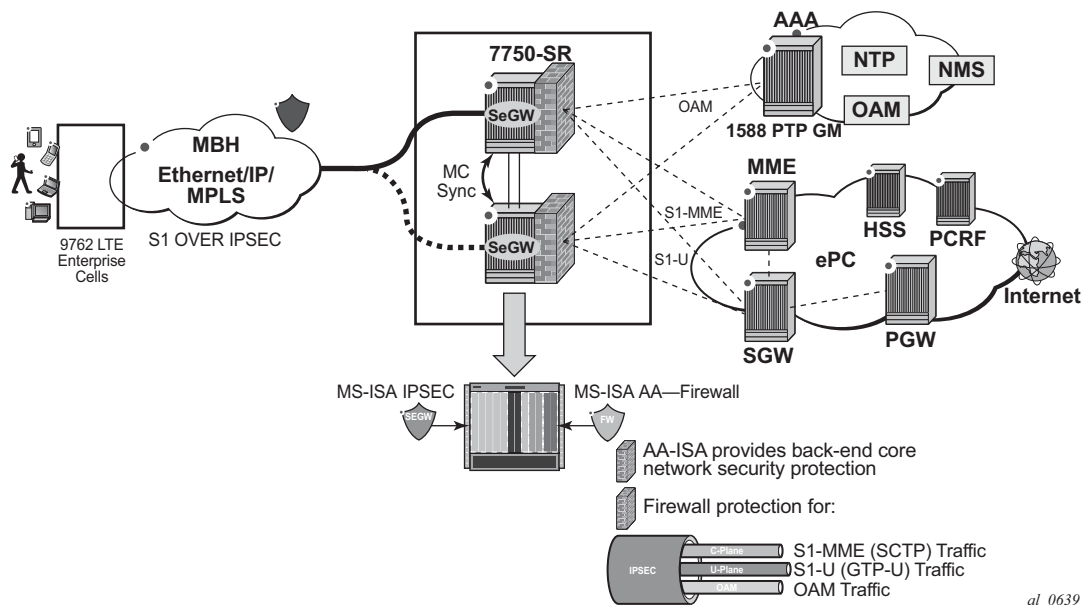 AAA
7750-SR
NTP
NMS
OAM
1588 PTP GM
SeGW
OAM
MBH
Ethernet/IP/
MPLS
S1 OVER IPSEC
9762 LTE
Enterprise
Cells
MC
Sync
SeGW
MME
S1-MME
S1-U
HSS
PCRF
ePC
Internet
SGW
PGW
MS-ISA IPSEC
MS-ISA AA—Firewall
SEGW
FW
AA-ISA provides back-end core
network security protection
Firewall protection for:
IPSEC
C-Plane
S1-MME (SCTP) Traffic
U-Plane
S1-U (GTP-U) Traffic
OAM
OAM Traffic
al_0639